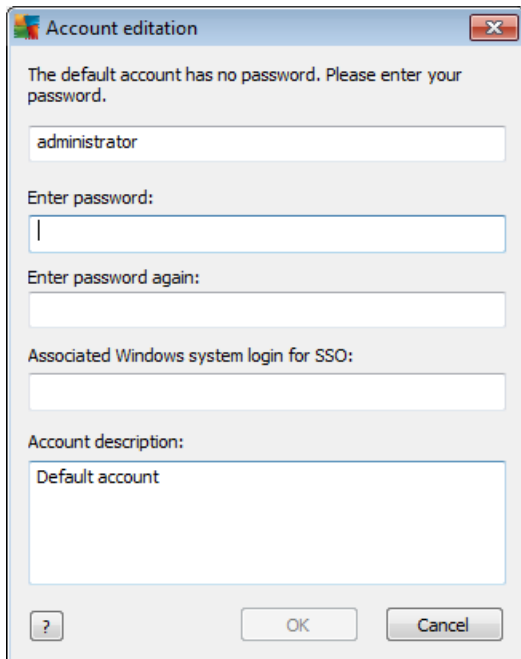 Account editation
The default account has no password. Please enter your
password.
administrator
Enter password:
Enter password again:
Associated Windows system login for SSO:
Account description:
Default account
?
OK
Cancel